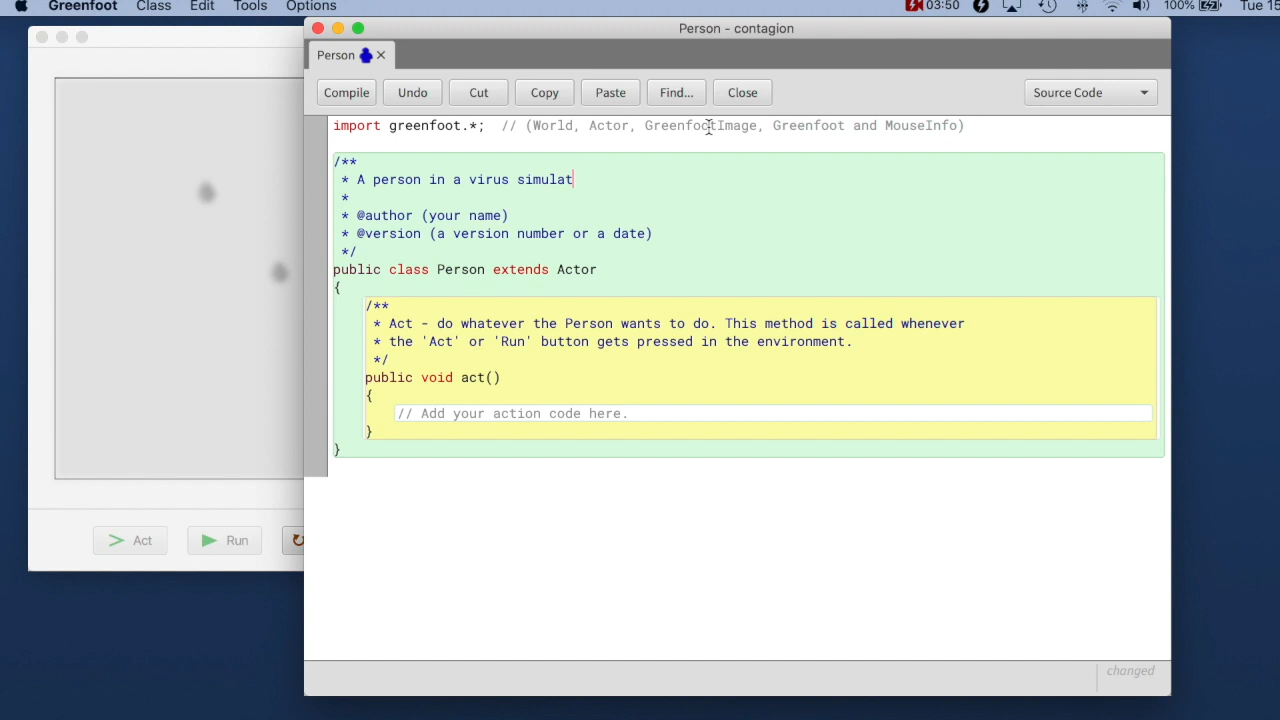 Greenfoot Class Edit Tools Options 03:50 100% Tue 15
Person - contagion
Person
Compile Undo Cut Copy Paste Find... Close Source Code
import greenfoot.*;  // (World, Actor, GreenfootImage, Greenfoot and MouseInfo)
/**
 * A person in a virus simulat
 *
 * @author (your name)
 * @version (a version number or a date)
 */
public class Person extends Actor
{
    /**
     * Act - do whatever the Person wants to do. This method is called whenever
     * the 'Act' or 'Run' button gets pressed in the environment.
     */
    public void act()
    {
        // Add your action code here.
    }
}
Act Run
changed